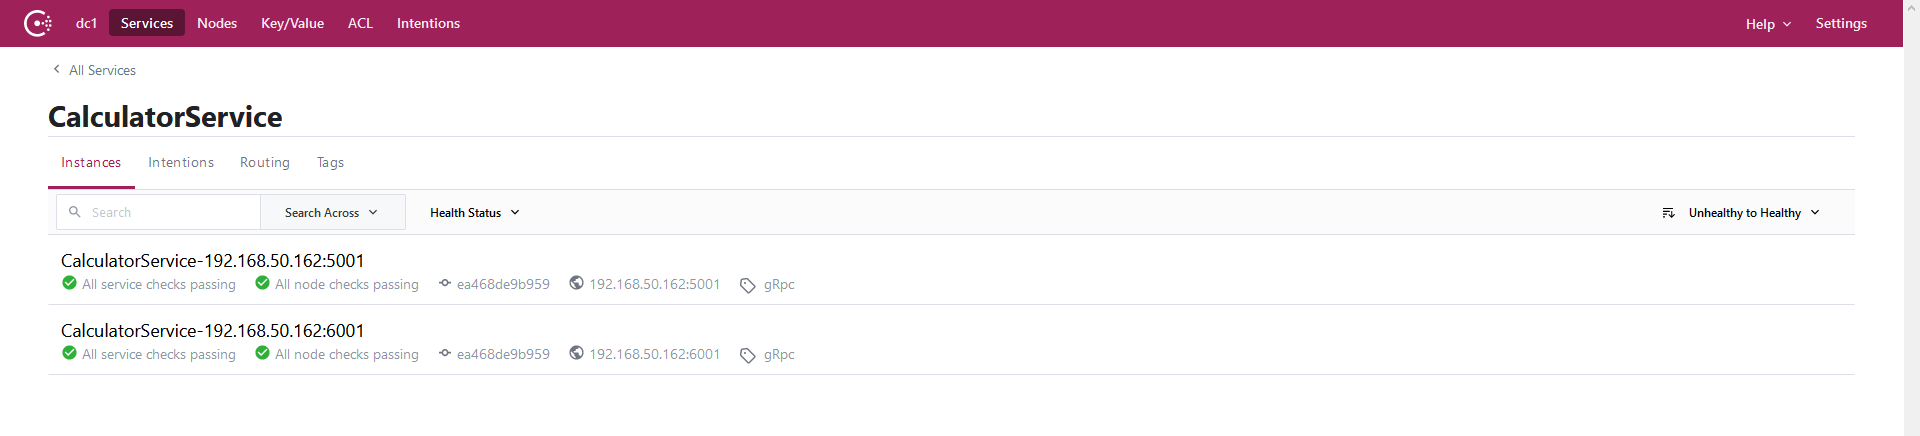 dc1 Services Nodes Key/Value ACL Intentions Help Settings
All Services
CalculatorService
Instances Intentions Routing Tags
Search Search Across Health Status Unhealthy to Healthy
CalculatorService-192.168.50.162:5001
All service checks passing All node checks passing ea468de9b959 192.168.50.162:5001 gRpc
CalculatorService-192.168.50.162:6001
All service checks passing All node checks passing ea468de9b959 192.168.50.162:6001 gRpc